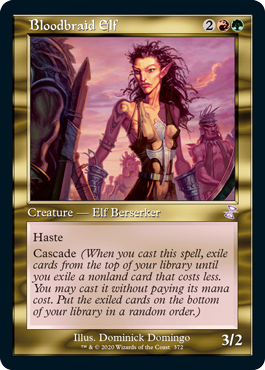 Bloodbraid Elf 2
Creature — Elf Berserker
Haste
Cascade (When you cast this spell, exile
cards from the top of your library until
you exile a nonland card that costs less.
You may cast it without paying its mana
cost. Put the exiled cards on the bottom
of your library in a random order.)
Illus. Dominick Domingo
3/2
™ & © 2020 Wizards of the Coast 372